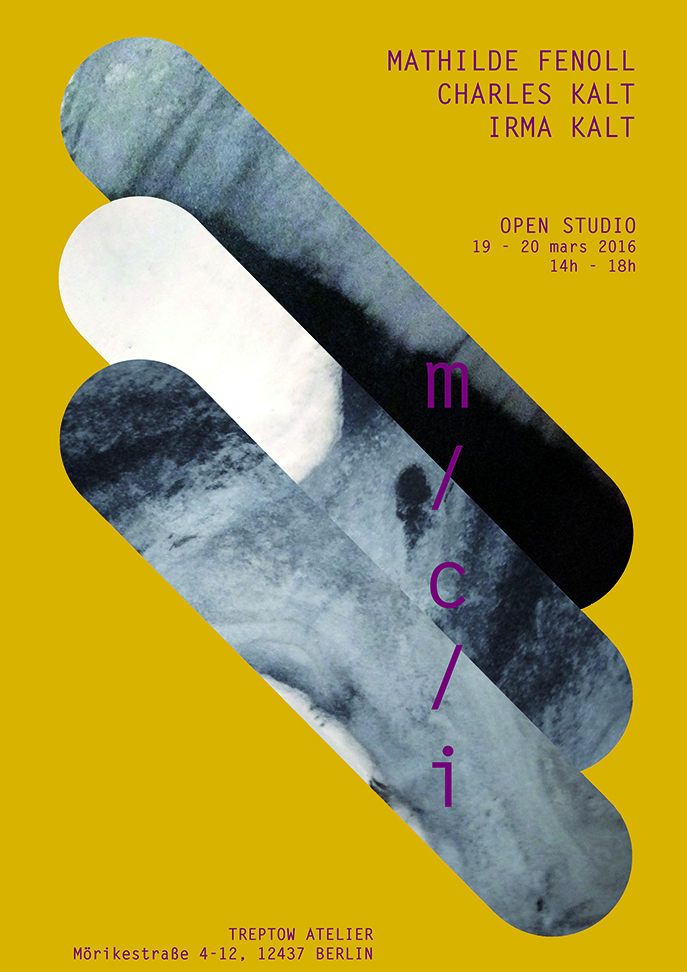 MATHILDE FENOLL
CHARLES KALT
IRMA KALT
OPEN STUDIO
19 - 20 mars 2016
14h - 18h
m
/
c
/
i
TREPTOW ATELIER
Mörikestraße 4-12, 12437 BERLIN